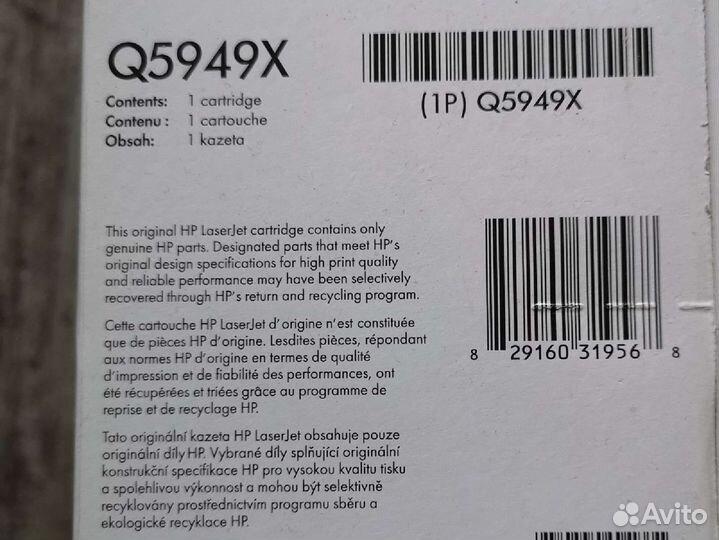 Q5949X
Contents: 1 cartridge
Contenu : 1 cartouche
Obsah: 1 kazeta
(1P) Q5949X
This original HP LaserJet cartridge contains only
genuine HP parts. Designated parts that meet HP's
original design specifications for high print quality
and reliable performance may have been selectively
recovered through HP's return and recycling program.
Cette cartouche HP LaserJet d'origine n'est constituée
que de pièces HP d'origine. Lesdites pièces, répondant
aux normes HP d'origine en termes de qualité
d'impression et de fiabilité des performances, ont
été récupérées et triées grâce au programme de
reprise et de recyclage HP.
Tato originální kazeta HP LaserJet obsahuje pouze
originální díly HP. Vybrané díly splňující originální
konstrukční specifikace HP pro vysokou kvalitu tisku
a spolehlivou výkonnost a mohou být selektivně
recyklovány prostředníctvím programu sběru a
ekologické recyklace HP.
8 29160 31956 8
Avito